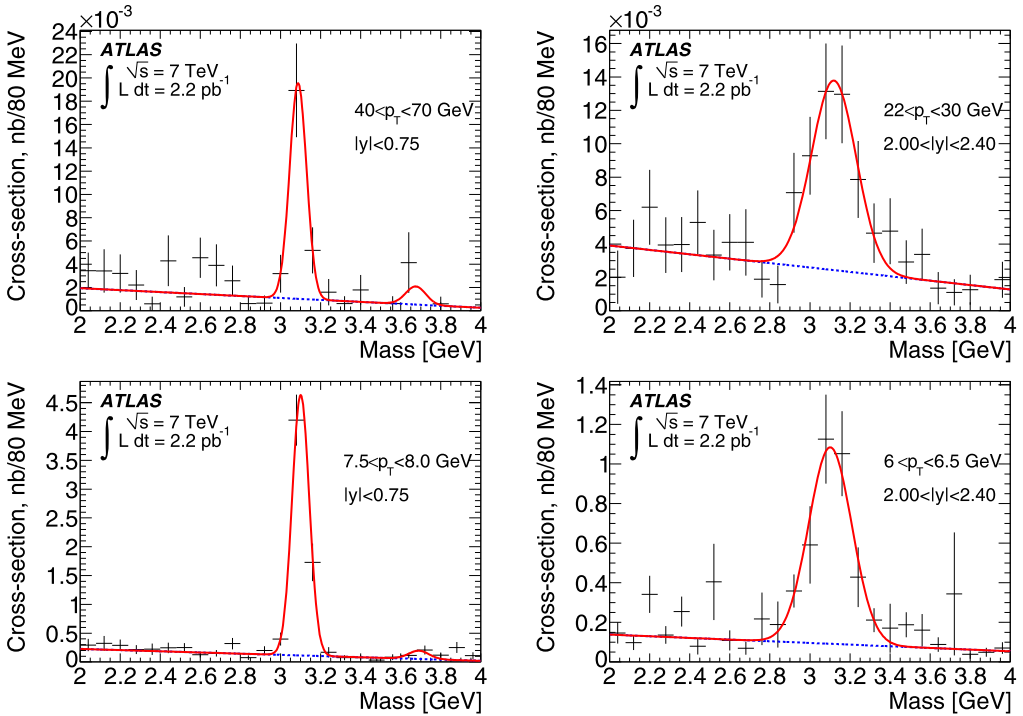 ×10⁻³
24
22
20
18
16
14
12
10
8
6
4
2
0
Cross-section, nb/80 MeV
ATLAS
∫ L dt = 2.2 pb⁻¹
√s = 7 TeV
40<p_T<70 GeV
|y|<0.75
2 2.2 2.4 2.6 2.8 3 3.2 3.4 3.6 3.8 4
Mass [GeV]
×10⁻³
16
14
12
10
8
6
4
2
0
Cross-section, nb/80 MeV
ATLAS
√s = 7 TeV
∫ L dt = 2.2 pb⁻¹
22<p_T<30 GeV
2.00<|y|<2.40
2 2.2 2.4 2.6 2.8 3 3.2 3.4 3.6 3.8 4
Mass [GeV]
4.5
4
3.5
3
2.5
2
1.5
1
0.5
0
Cross-section, nb/80 MeV
ATLAS
√s = 7 TeV
∫ L dt = 2.2 pb⁻¹
7.5<p_T<8.0 GeV
|y|<0.75
2 2.2 2.4 2.6 2.8 3 3.2 3.4 3.6 3.8 4
Mass [GeV]
1.4
1.2
1
0.8
0.6
0.4
0.2
0
Cross-section, nb/80 MeV
ATLAS
√s = 7 TeV
∫ L dt = 2.2 pb⁻¹
6<p_T<6.5 GeV
2.00<|y|<2.40
2 2.2 2.4 2.6 2.8 3 3.2 3.4 3.6 3.8 4
Mass [GeV]